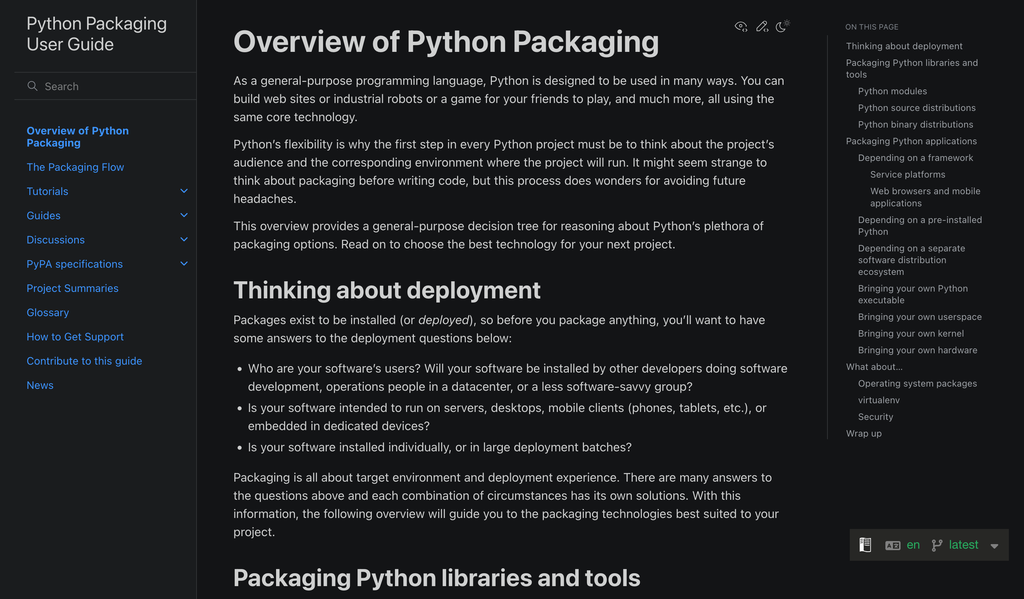 Python Packaging
User Guide
Search
Overview of Python
Packaging
The Packaging Flow
Tutorials
Guides
Discussions
PyPA specifications
Project Summaries
Glossary
How to Get Support
Contribute to this guide
News
Overview of Python Packaging
As a general-purpose programming language, Python is designed to be used in many ways. You can
build web sites or industrial robots or a game for your friends to play, and much more, all using the
same core technology.
Python’s flexibility is why the first step in every Python project must be to think about the project’s
audience and the corresponding environment where the project will run. It might seem strange to
think about packaging before writing code, but this process does wonders for avoiding future
headaches.
This overview provides a general-purpose decision tree for reasoning about Python’s plethora of
packaging options. Read on to choose the best technology for your next project.
Thinking about deployment
Packages exist to be installed (or deployed), so before you package anything, you’ll want to have
some answers to the deployment questions below:
• Who are your software’s users? Will your software be installed by other developers doing software
development, operations people in a datacenter, or a less software-savvy group?
• Is your software intended to run on servers, desktops, mobile clients (phones, tablets, etc.), or
embedded in dedicated devices?
• Is your software installed individually, or in large deployment batches?
Packaging is all about target environment and deployment experience. There are many answers to
the questions above and each combination of circumstances has its own solutions. With this
information, the following overview will guide you to the packaging technologies best suited to your
project.
Packaging Python libraries and tools
ON THIS PAGE
Thinking about deployment
Packaging Python libraries and
tools
Python modules
Python source distributions
Python binary distributions
Packaging Python applications
Depending on a framework
Service platforms
Web browsers and mobile
applications
Depending on a pre-installed
Python
Depending on a separate
software distribution
ecosystem
Bringing your own Python
executable
Bringing your own userspace
Bringing your own kernel
Bringing your own hardware
What about…
Operating system packages
virtualenv
Security
Wrap up
en latest